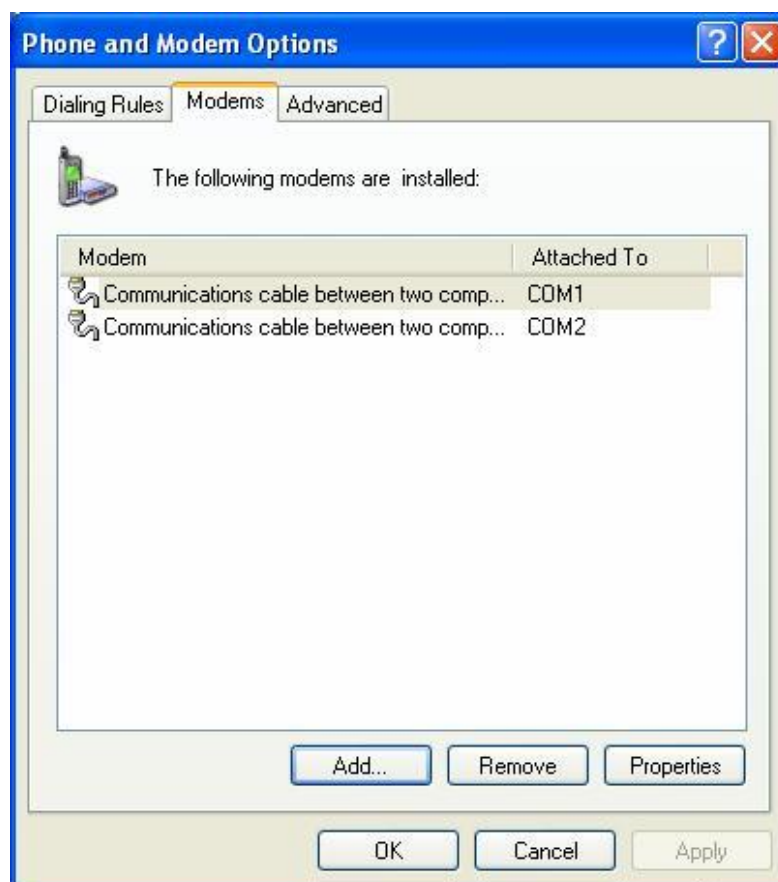 Phone and Modem Options
Dialing Rules Modems Advanced
The following modems are installed:
Modem Attached To
Communications cable between two comp... COM1
Communications cable between two comp... COM2
Add... Remove Properties
OK Cancel Apply